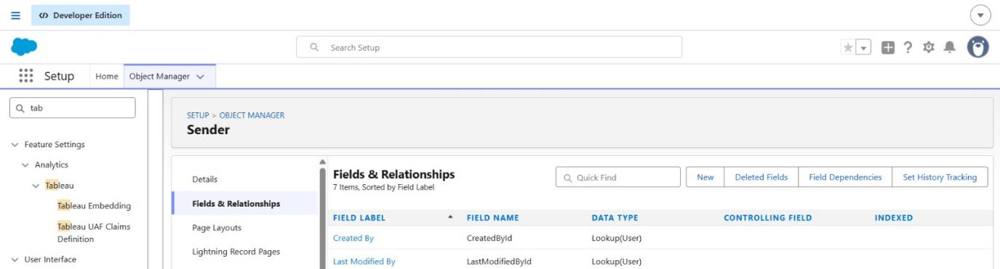 </> Developer Edition
Search Setup
Setup Home Object Manager
tab
Feature Settings
Analytics
Tableau
Tableau Embedding
Tableau UAF Claims
Definition
User Interface
SETUP > OBJECT MANAGER
Sender
Details
Fields & Relationships
Page Layouts
Lightning Record Pages
Fields & Relationships
7 Items, Sorted by Field Label
Quick Find New Deleted Fields Field Dependencies Set History Tracking
FIELD LABEL FIELD NAME DATA TYPE CONTROLLING FIELD INDEXED
Created By CreatedById Lookup(User)
Last Modified By LastModifiedById Lookup(User)